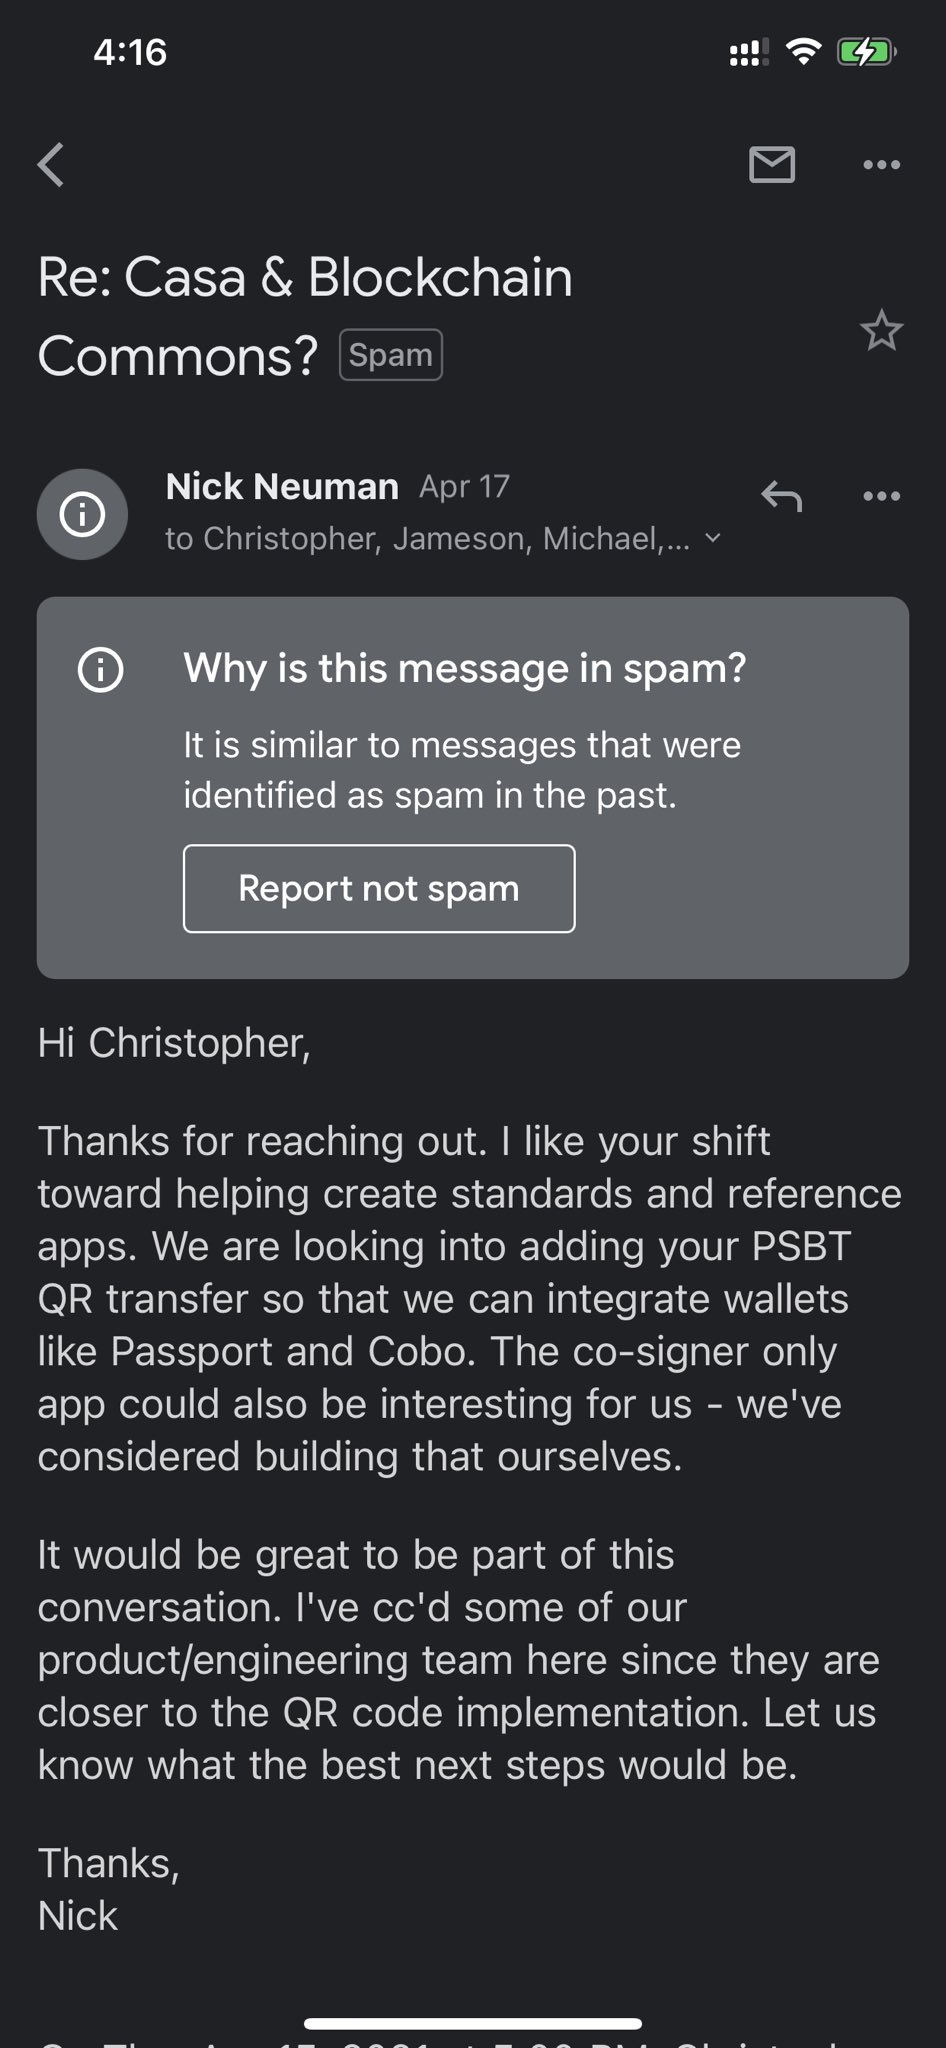 4:16
Re: Casa & Blockchain
Commons? Spam
Nick Neuman Apr 17
to Christopher, Jameson, Michael,...
Why is this message in spam?
It is similar to messages that were
identified as spam in the past.
Report not spam
Hi Christopher,
Thanks for reaching out. I like your shift
toward helping create standards and reference
apps. We are looking into adding your PSBT
QR transfer so that we can integrate wallets
like Passport and Cobo. The co-signer only
app could also be interesting for us - we've
considered building that ourselves.
It would be great to be part of this
conversation. I've cc'd some of our
product/engineering team here since they are
closer to the QR code implementation. Let us
know what the best next steps would be.
Thanks,
Nick